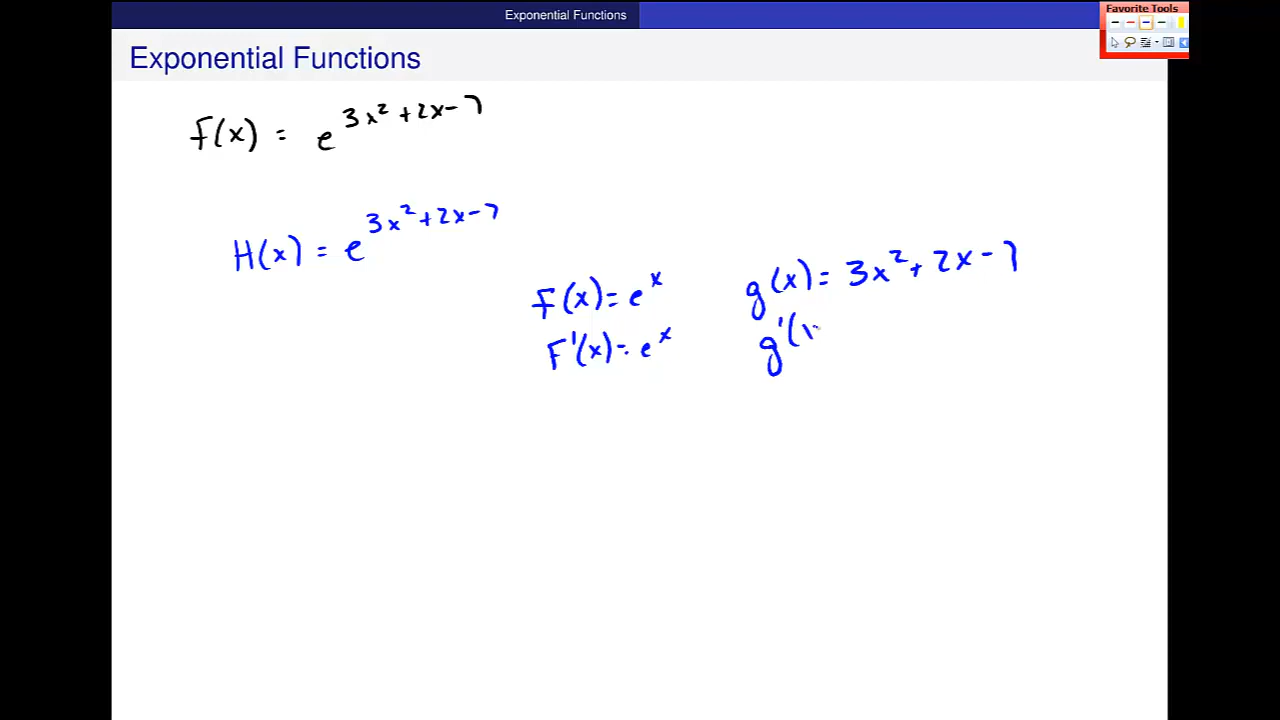 Exponential Functions
Favorite Tools
Exponential Functions
f(x) = e^{3x²+2x-7}
H(x) = e^{3x²+2x-7}
f(x) = e^x g(x) = 3x²+2x-7
f'(x) = e^x g'(